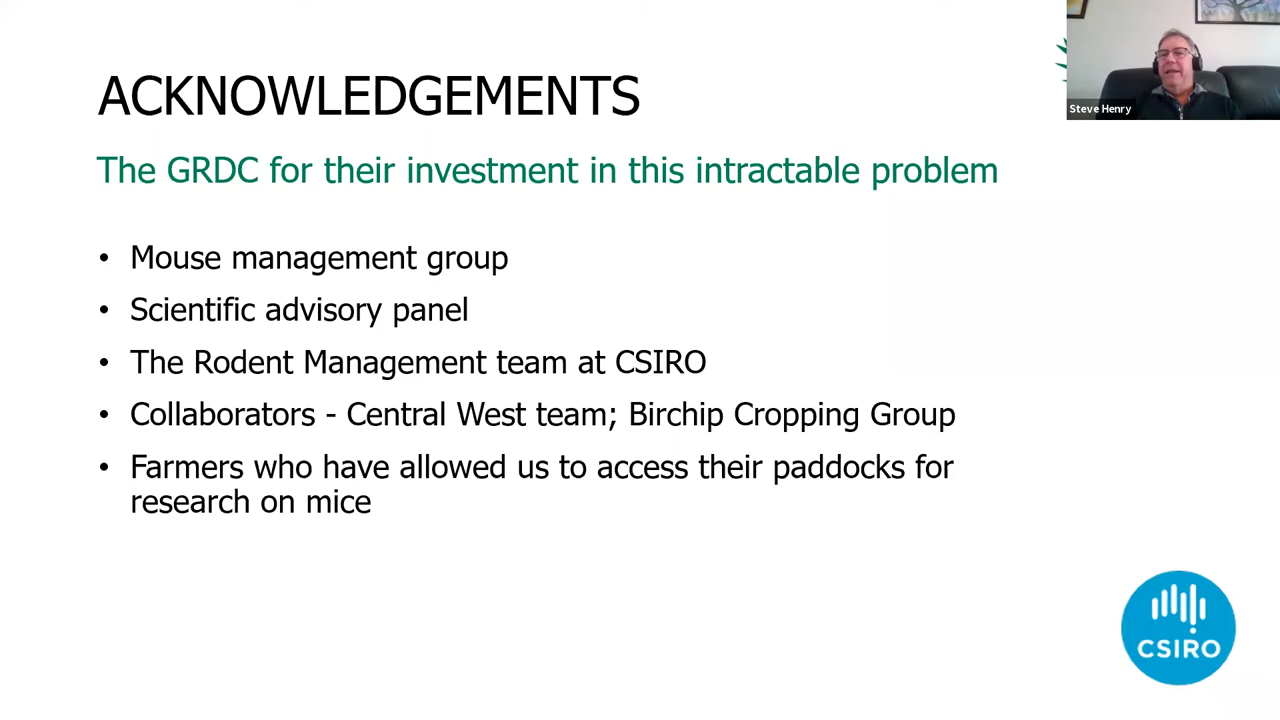 ACKNOWLEDGEMENTS
The GRDC for their investment in this intractable problem
• Mouse management group
• Scientific advisory panel
• The Rodent Management team at CSIRO
• Collaborators - Central West team; Birchip Cropping Group
• Farmers who have allowed us to access their paddocks for
research on mice
Steve Henry
CSIRO